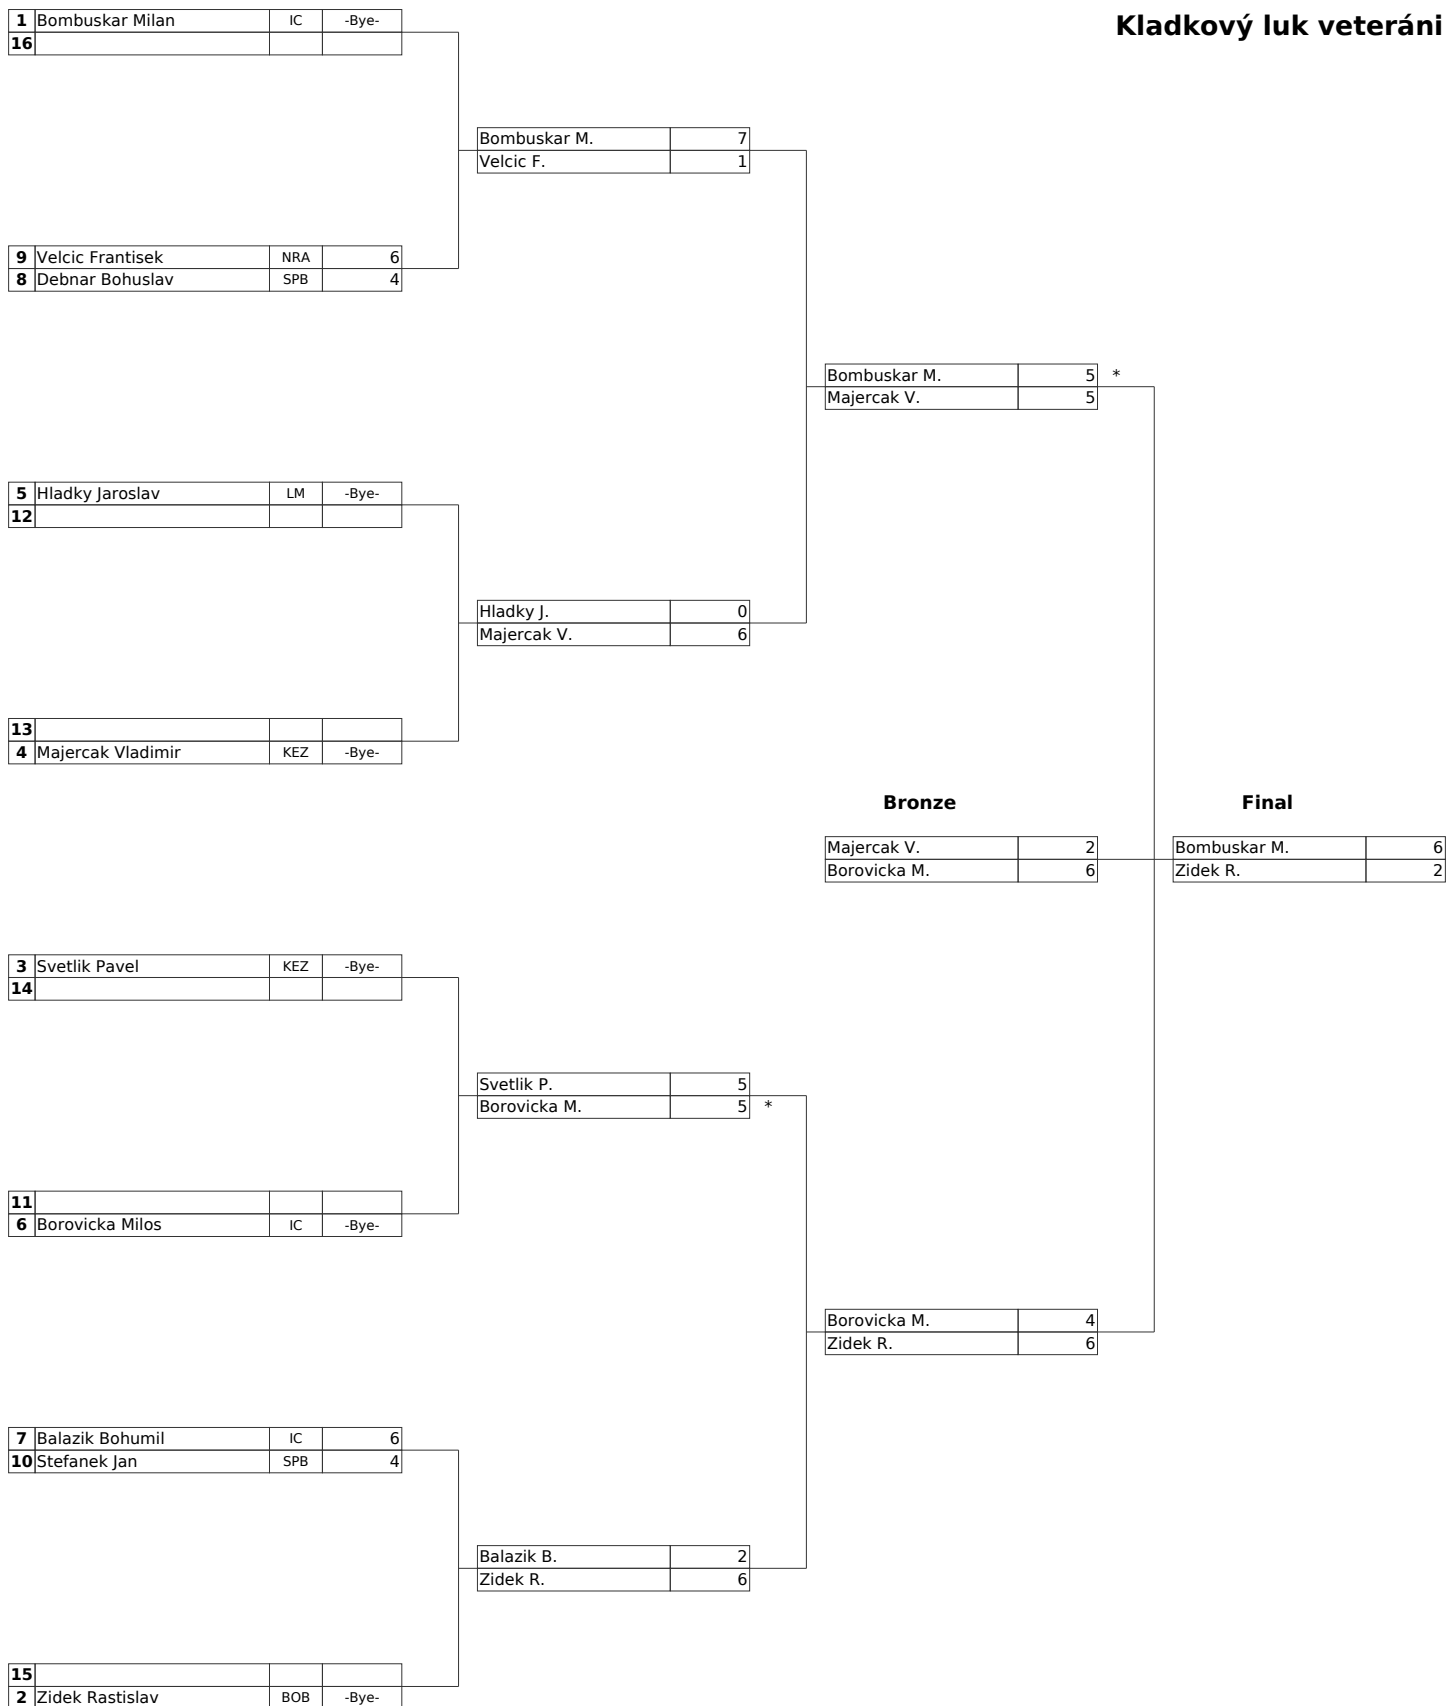 Kladkový luk veteráni
1 Bombuskar Milan IC -Bye-
16
Bombuskar M. 7
Velcic F. 1
9 Velcic Frantisek NRA 6
8 Debnar Bohuslav SPB 4
Bombuskar M. 5 *
Majercak V. 5
5 Hladky Jaroslav LM -Bye-
12
Hladky J. 0
Majercak V. 6
13
4 Majercak Vladimir KEZ -Bye-
Bronze Final
Majercak V. 2 Bombuskar M. 6
Borovicka M. 6 Zidek R. 2
3 Svetlik Pavel KEZ -Bye-
14
Svetlik P. 5
Borovicka M. 5 *
11
6 Borovicka Milos IC -Bye-
Borovicka M. 4
Zidek R. 6
7 Balazik Bohumil IC 6
10 Stefanek Jan SPB 4
Balazik B. 2
Zidek R. 6
15
2 Zidek Rastislav BOB -Bye-